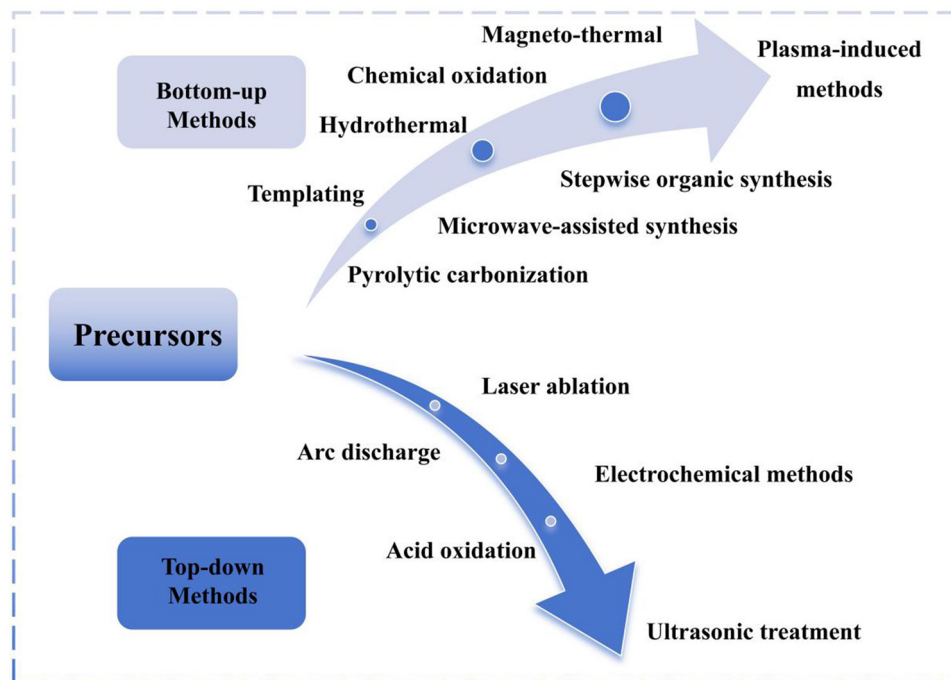 Magneto-thermal
Plasma-induced
methods
Chemical oxidation
Bottom-up
Methods
Hydrothermal
Stepwise organic synthesis
Templating
Microwave-assisted synthesis
Pyrolytic carbonization
Precursors
Laser ablation
Arc discharge
Electrochemical methods
Acid oxidation
Top-down
Methods
Ultrasonic treatment